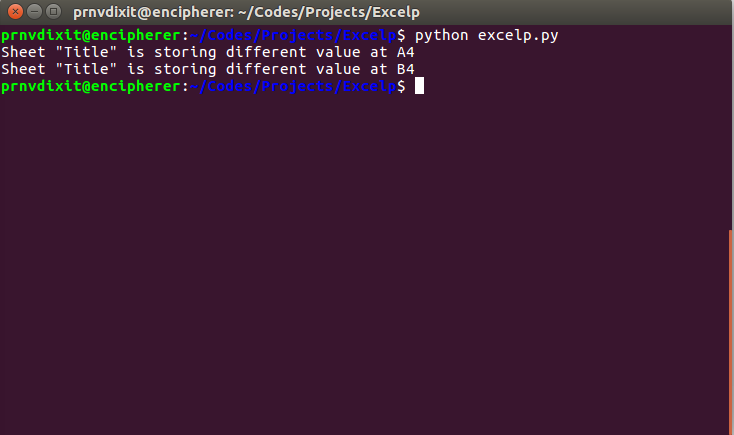 prnvdixit@encipherer: ~/Codes/Projects/Excelp
prnvdixit@encipherer:~/Codes/Projects/Excelp$ python excelp.py
Sheet "Title" is storing different value at A4
Sheet "Title" is storing different value at B4
prnvdixit@encipherer:~/Codes/Projects/Excelp$